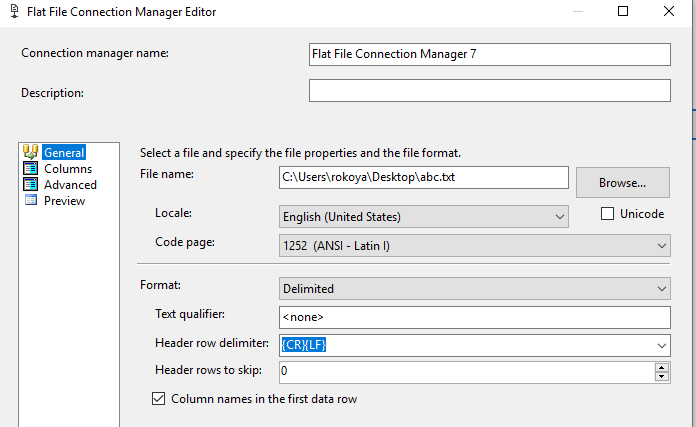 Flat File Connection Manager Editor
Connection manager name: Flat File Connection Manager 7
Description:
General
Columns
Advanced
Preview
Select a file and specify the file properties and the file format.
File name: C:\Users\rokoya\Desktop\abc.txt Browse...
Locale: English (United States) Unicode
Code page: 1252 (ANSI - Latin I)
Format: Delimited
Text qualifier: <none>
Header row delimiter: {CR}{LF}
Header rows to skip: 0
Column names in the first data row